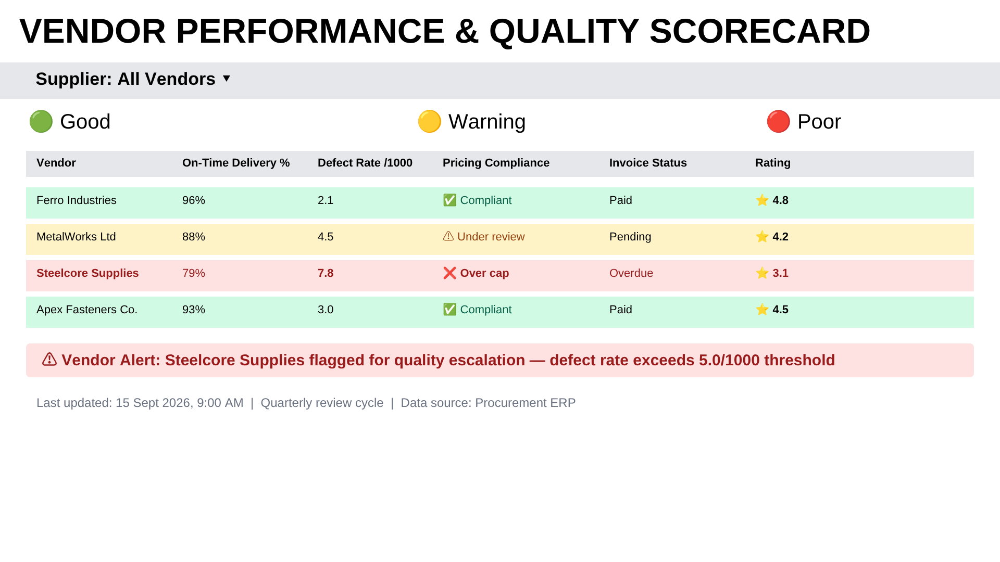 VENDOR PERFORMANCE & QUALITY SCORECARD
Supplier: All Vendors ▼
🟢 Good 🟡 Warning 🔴 Poor
Vendor On-Time Delivery % Defect Rate /1000 Pricing Compliance Invoice Status Rating
Ferro Industries 96% 2.1 ✅ Compliant Paid ⭐ 4.8
MetalWorks Ltd 88% 4.5 ⚠ Under review Pending ⭐ 4.2
Steelcore Supplies 79% 7.8 ❌ Over cap Overdue ⭐ 3.1
Apex Fasteners Co. 93% 3.0 ✅ Compliant Paid ⭐ 4.5
⚠ Vendor Alert: Steelcore Supplies flagged for quality escalation — defect rate exceeds 5.0/1000 threshold
Last updated: 15 Sept 2026, 9:00 AM | Quarterly review cycle | Data source: Procurement ERP